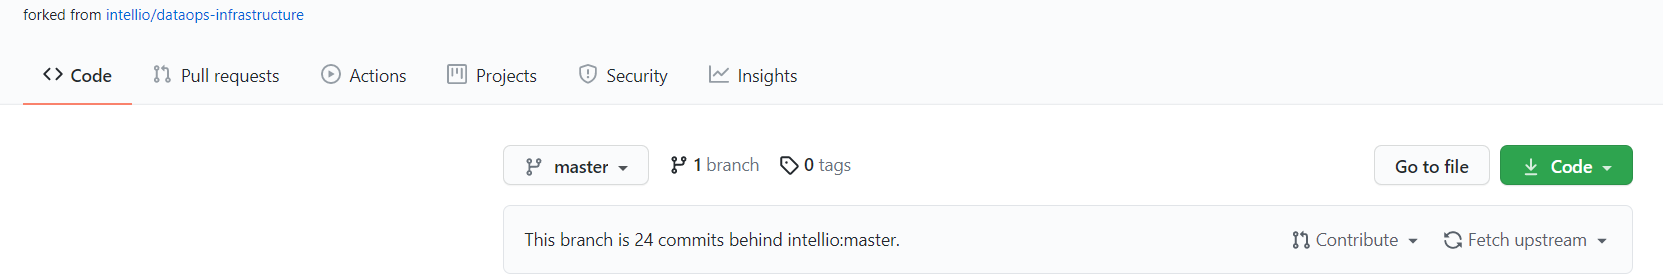 forked from intellio/dataops-infrastructure
Code Pull requests Actions Projects Security Insights
master 1 branch 0 tags Go to file Code
This branch is 24 commits behind intellio:master. Contribute Fetch upstream